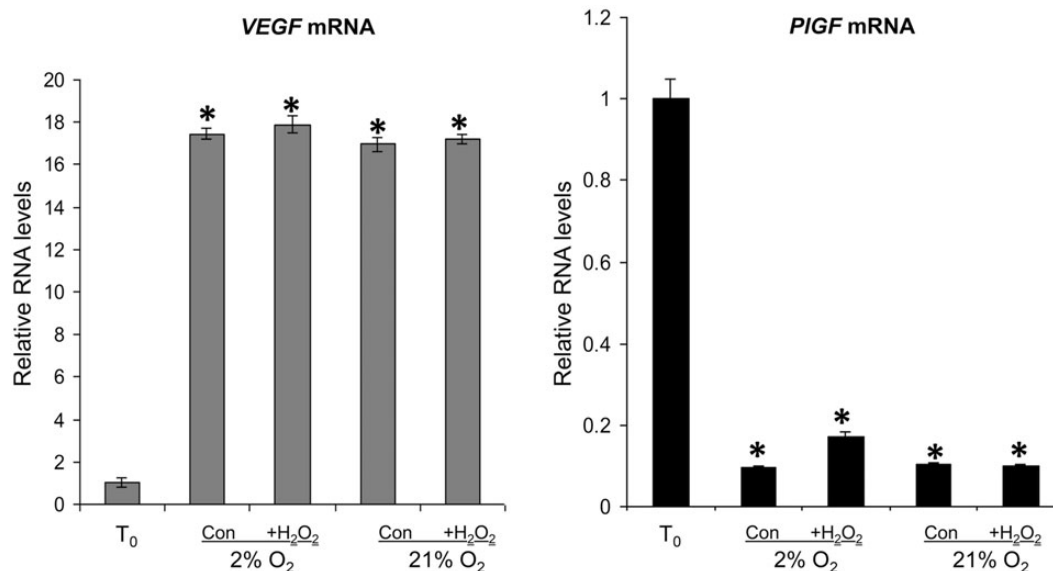 VEGF mRNA
Relative RNA levels
20
18
16
14
12
10
8
6
4
2
0
*
*
*
*
T₀
Con +H₂O₂ Con +H₂O₂
2% O₂ 21% O₂
PlGF mRNA
Relative RNA levels
1.2
1
0.8
0.6
0.4
0.2
0
*
*
*
*
T₀
Con +H₂O₂ Con +H₂O₂
2% O₂ 21% O₂